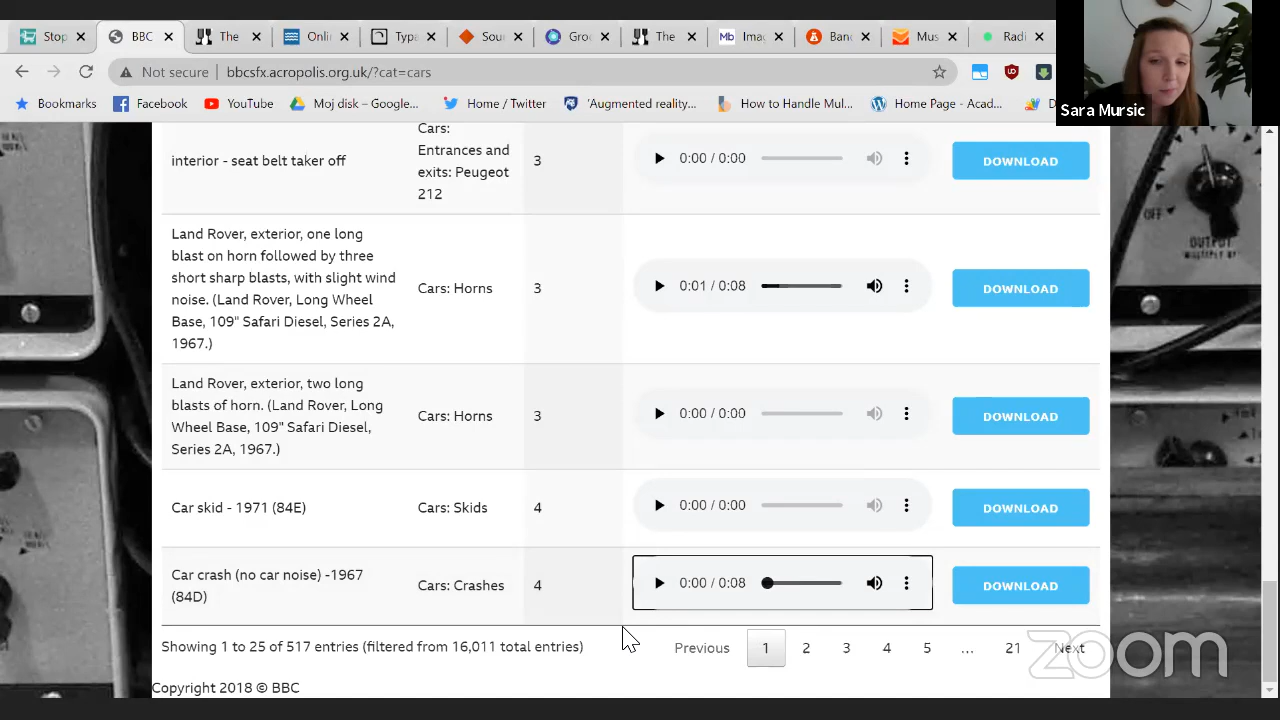 Stop
BBC
The
Onlin
Typa
Sou
Groc
The
Mb Imag
Banc
Mus
Radi
Not secure | bbcsfx.acropolis.org.uk/?cat=cars
Bookmarks
Facebook
YouTube
Moj disk – Google...
Home / Twitter
'Augmented reality...
How to Handle Mul...
Home Page - Acad...
Sara Mursic
interior - seat belt taker off
Cars:
Entrances and
exits: Peugeot
212
3
0:00 / 0:00
DOWNLOAD
Land Rover, exterior, one long
blast on horn followed by three
short sharp blasts, with slight wind
noise. (Land Rover, Long Wheel
Base, 109" Safari Diesel, Series 2A,
1967.)
Cars: Horns
3
0:01 / 0:08
DOWNLOAD
Land Rover, exterior, two long
blasts of horn. (Land Rover, Long
Wheel Base, 109" Safari Diesel,
Series 2A, 1967.)
Cars: Horns
3
0:00 / 0:00
DOWNLOAD
Car skid - 1971 (84E)
Cars: Skids
4
0:00 / 0:00
DOWNLOAD
Car crash (no car noise) -1967
(84D)
Cars: Crashes
4
0:00 / 0:08
DOWNLOAD
Showing 1 to 25 of 517 entries (filtered from 16,011 total entries)
Previous 1 2 3 4 5 ... 21 Next
Copyright 2018 © BBC
OFF
OUTPUT
zoom